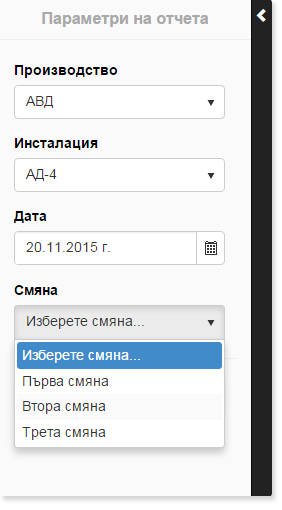 Параметри на отчета
Производство
АВД
Инсталация
АД-4
Дата
20.11.2015 г.
Смяна
Изберете смяна...
Изберете смяна...
Първа смяна
Втора смяна
Трета смяна